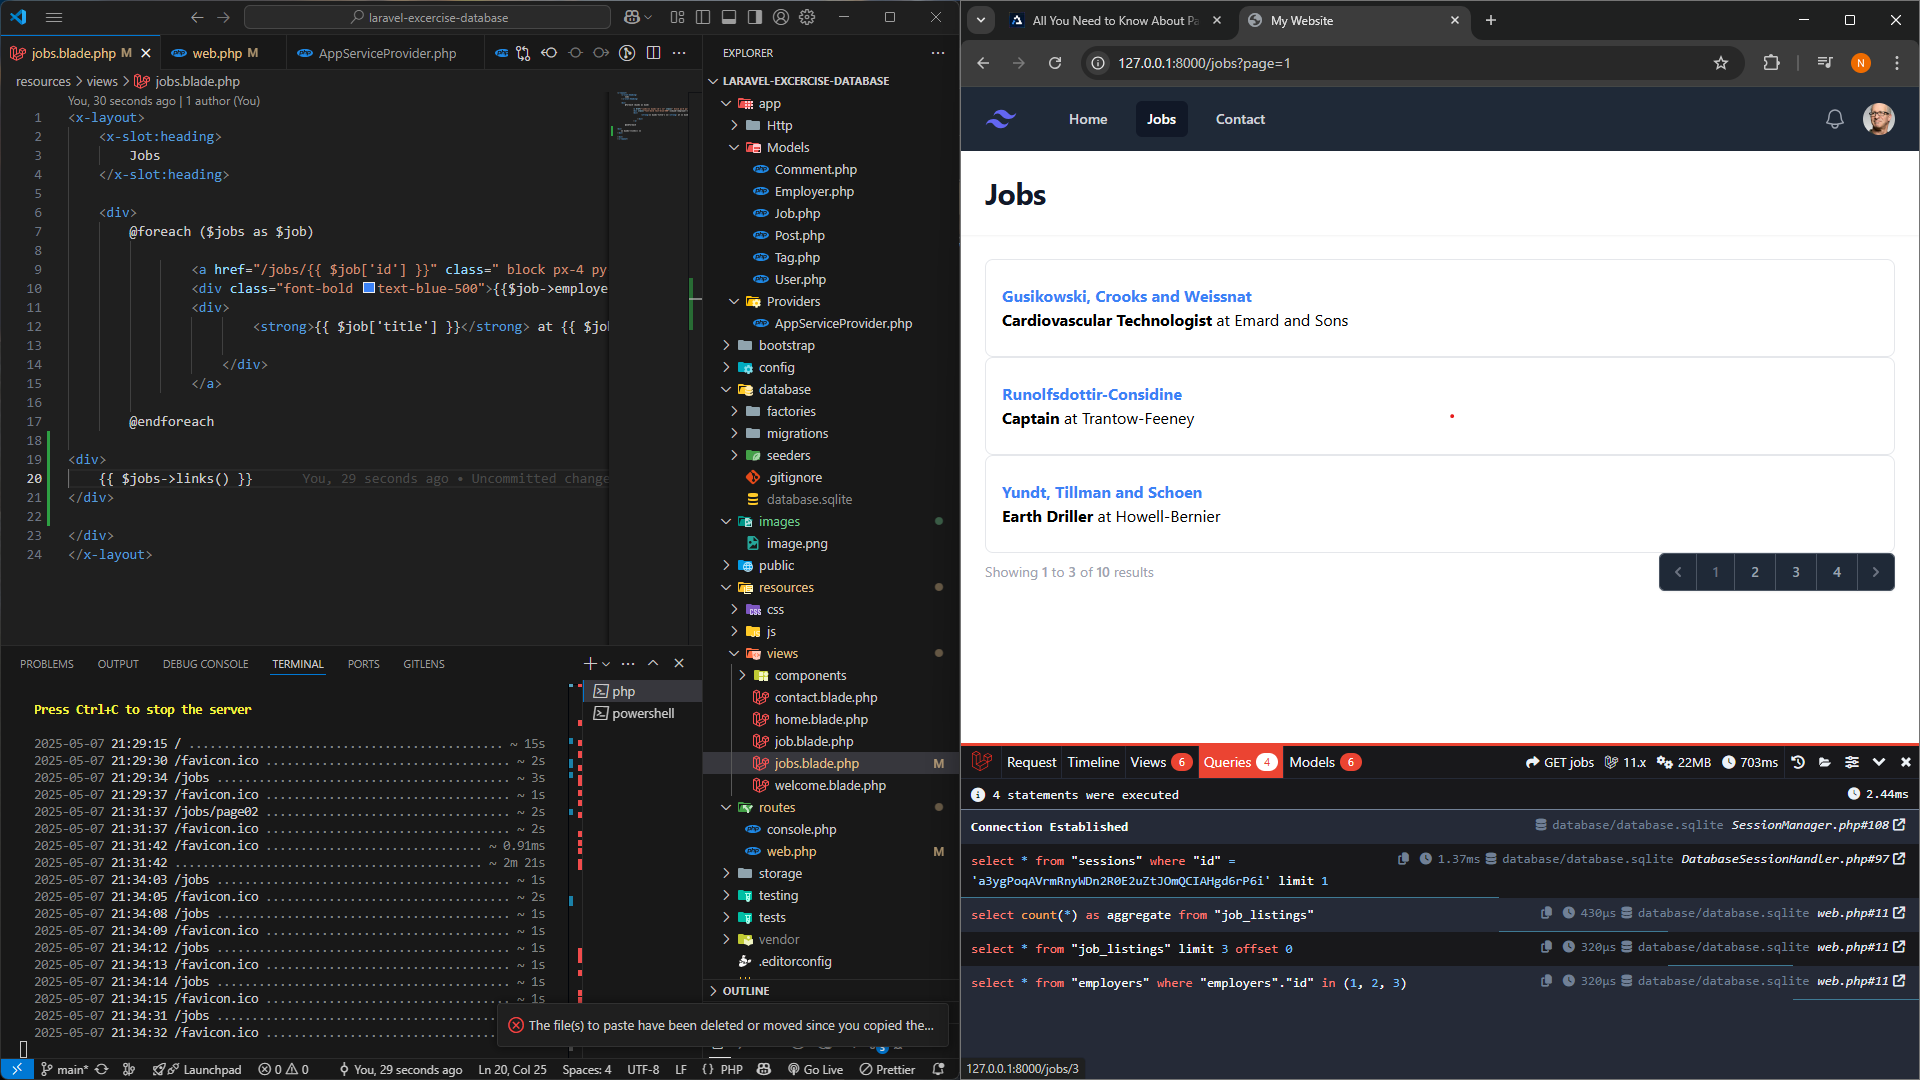 laravel-excercise-database
jobs.blade.php M
web.php M
AppServiceProvider.php
resources > views > jobs.blade.php
You, 30 seconds ago | 1 author (You)
1 <x-layout>
2 <x-slot:heading>
3 Jobs
4 </x-slot:heading>
5
6 <div>
7 @foreach ($jobs as $job)
8
9 <a href="/jobs/{{ $job['id'] }}" class=" block px-4 py
10 <div class="font-bold text-blue-500">{{$job->employe
11 <div>
12 <strong>{{ $job['title'] }}</strong> at {{ $jo
13
14 </div>
15 </a>
16
17 @endforeach
18
19 <div>
20 {{ $jobs->links() }} You, 29 seconds ago • Uncommitted change
21 </div>
22
23 </div>
24 </x-layout>
EXPLORER
LARAVEL-EXCERCISE-DATABASE
app
Http
Models
Comment.php
Employer.php
Job.php
Post.php
Tag.php
User.php
Providers
AppServiceProvider.php
bootstrap
config
database
factories
migrations
seeders
.gitignore
database.sqlite
images
image.png
public
resources
css
js
views
components
contact.blade.php
home.blade.php
job.blade.php
jobs.blade.php M
welcome.blade.php
routes
console.php
web.php M
storage
testing
tests
vendor
.editorconfig
OUTLINE
PROBLEMS OUTPUT DEBUG CONSOLE TERMINAL PORTS GITLENS
php
powershell
Press Ctrl+C to stop the server
2025-05-07 21:29:15 / ........................................ ~ 15s
2025-05-07 21:29:30 /favicon.ico ............................. ~ 2s
2025-05-07 21:29:34 /jobs .................................... ~ 3s
2025-05-07 21:29:37 /favicon.ico ............................. ~ 1s
2025-05-07 21:31:37 /jobs/page02 ............................. ~ 2s
2025-05-07 21:31:37 /favicon.ico ............................. ~ 2s
2025-05-07 21:31:42 /favicon.ico ............................. ~ 0.91ms
2025-05-07 21:31:42 .......................................... ~ 2m 21s
2025-05-07 21:34:03 /jobs .................................... ~ 1s
2025-05-07 21:34:05 /favicon.ico ............................. ~ 2s
2025-05-07 21:34:08 /jobs .................................... ~ 1s
2025-05-07 21:34:09 /favicon.ico ............................. ~ 1s
2025-05-07 21:34:12 /jobs .................................... ~ 1s
2025-05-07 21:34:13 /favicon.ico ............................. ~ 1s
2025-05-07 21:34:14 /jobs .................................... ~ 1s
2025-05-07 21:34:15 /favicon.ico ............................. ~ 1s
2025-05-07 21:34:31 /jobs
2025-05-07 21:34:32 /favicon.ico
The file(s) to paste have been deleted or moved since you copied the...
main* Launchpad 0 0 You, 29 seconds ago Ln 20, Col 25 Spaces: 4 UTF-8 LF {} PHP Go Live Prettier
All You Need to Know About Pa
My Website
127.0.0.1:8000/jobs?page=1
N
Home Jobs Contact
Jobs
Gusikowski, Crooks and Weissnat
Cardiovascular Technologist at Emard and Sons
Runolfsdottir-Considine
Captain at Trantow-Feeney
Yundt, Tillman and Schoen
Earth Driller at Howell-Bernier
Showing 1 to 3 of 10 results
1 2 3 4
Request Timeline Views 6 Queries 4 Models 6 GET jobs 11.x 22MB 703ms
4 statements were executed 2.44ms
Connection Established database/database.sqlite SessionManager.php#108
select * from "sessions" where "id" = 1.37ms database/database.sqlite DatabaseSessionHandler.php#97
'a3ygPoqAVrmRnyWDn2R0E2uZtJOmQCIAHgd6rP6i' limit 1
select count(*) as aggregate from "job_listings" 430μs database/database.sqlite web.php#11
select * from "job_listings" limit 3 offset 0 320μs database/database.sqlite web.php#11
select * from "employers" where "employers"."id" in (1, 2, 3) 320μs database/database.sqlite web.php#11
127.0.0.1:8000/jobs/3